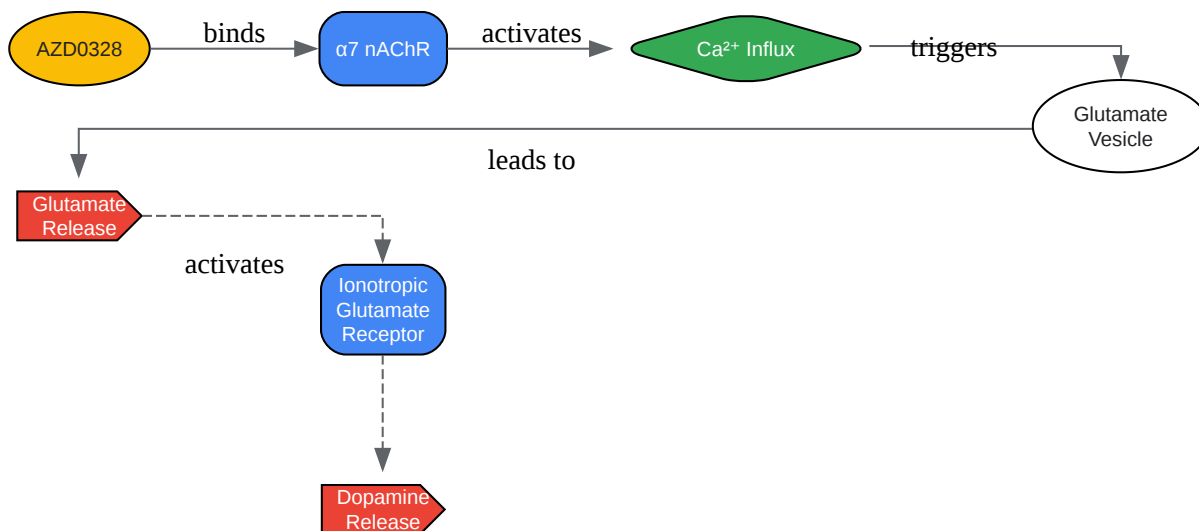 AZD0328
binds
α7 nAChR
activates
Ca²⁺ Influx
triggers
Glutamate
Vesicle
leads to
Glutamate
Release
activates
Ionotropic
Glutamate
Receptor
Dopamine
Release